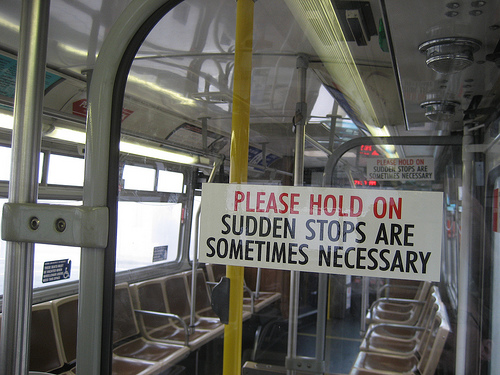 PLEASE HOLD ON
SUDDEN STOPS ARE
SOMETIMES NECESSARY
PLEASE HOLD ON
SUDDEN STOPS ARE
SOMETIMES NECESSARY